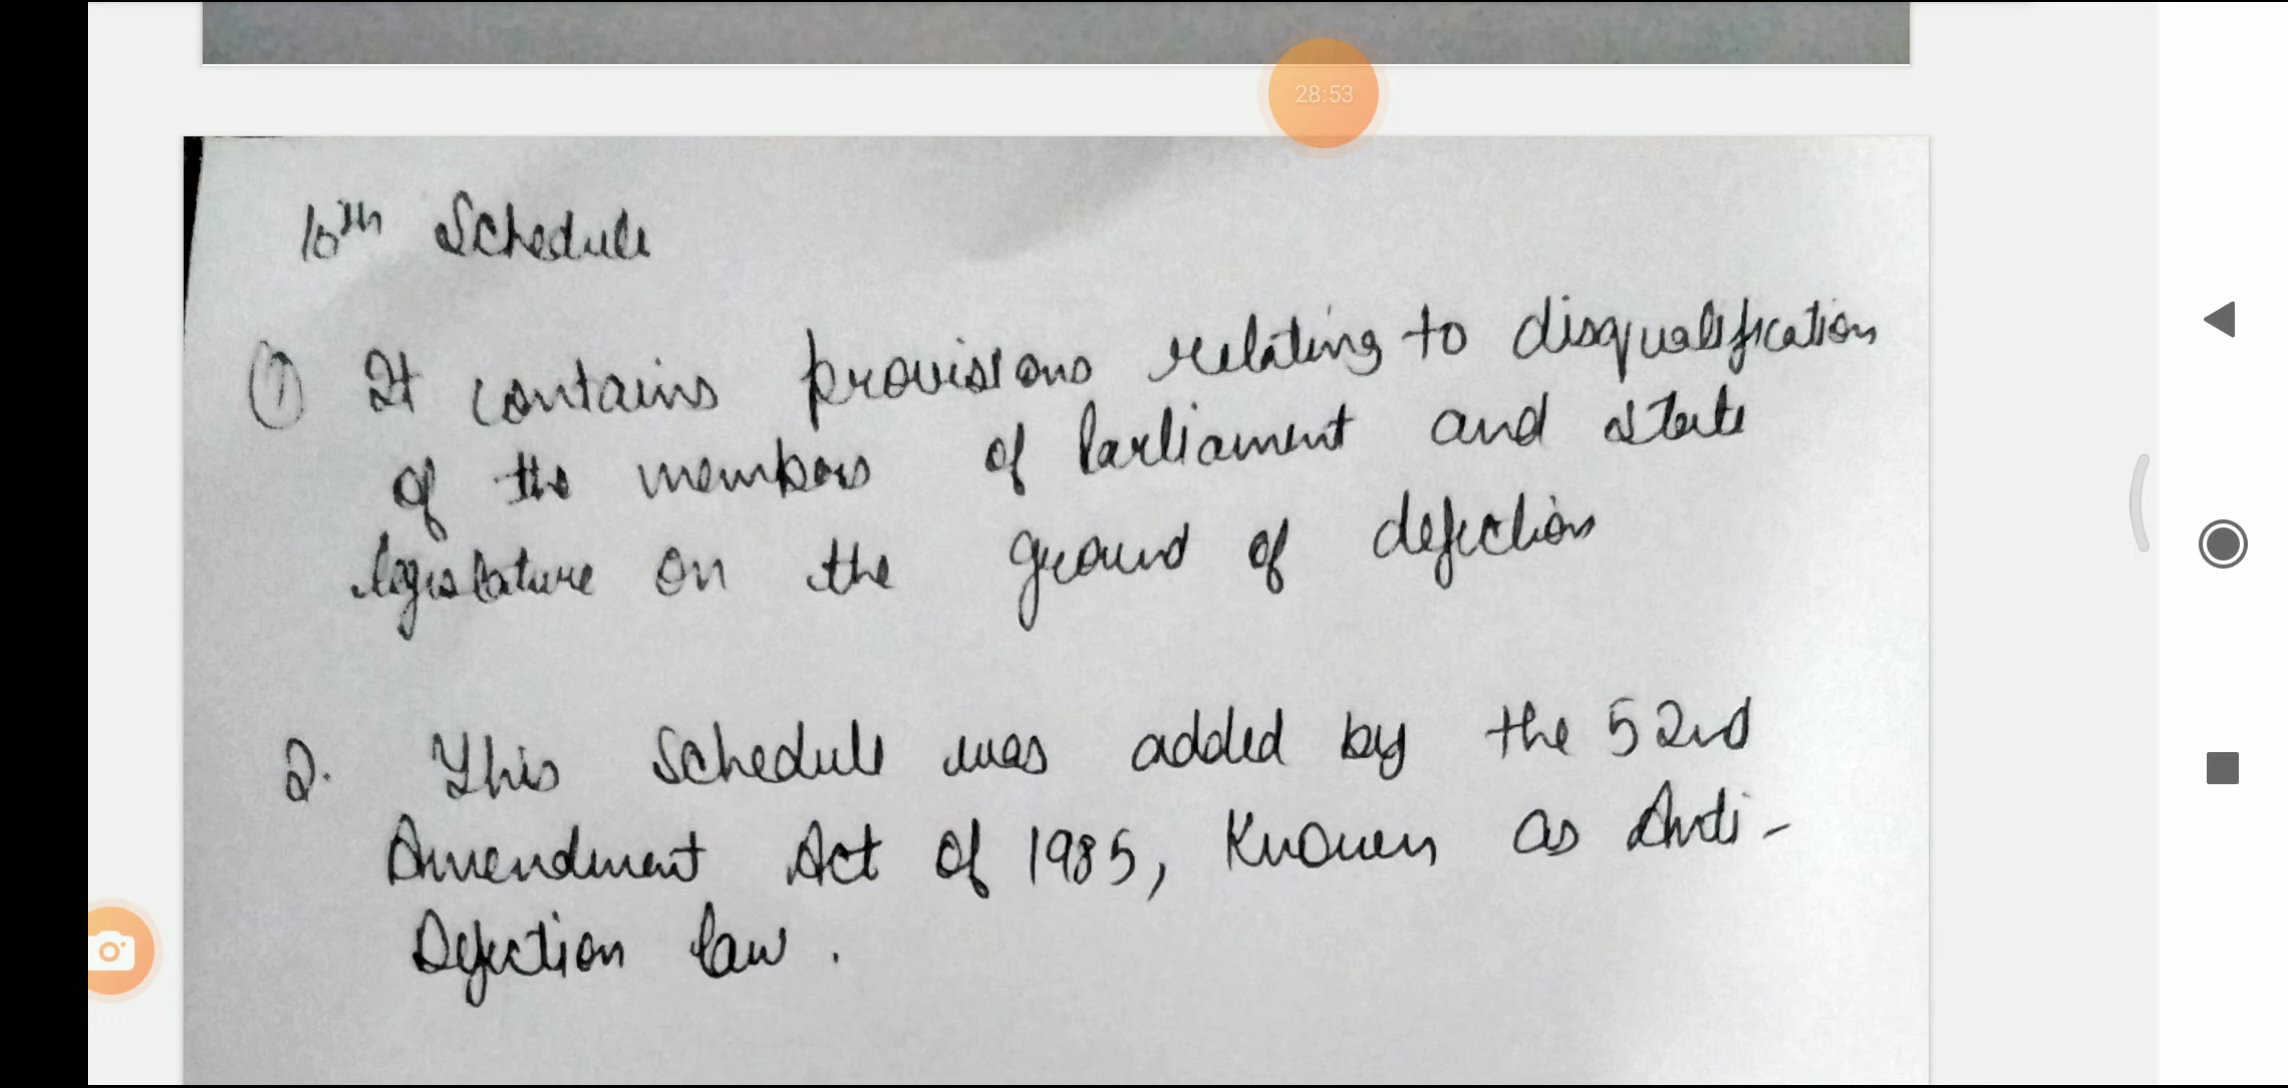 28:53
10th Schedule
① It contains provisions relating to disqualification
of the members of Parliament and State
legislature on the ground of defection
2. This Schedule was added by the 52nd
Amendment Act of 1985, Known as Anti-
Defection law.